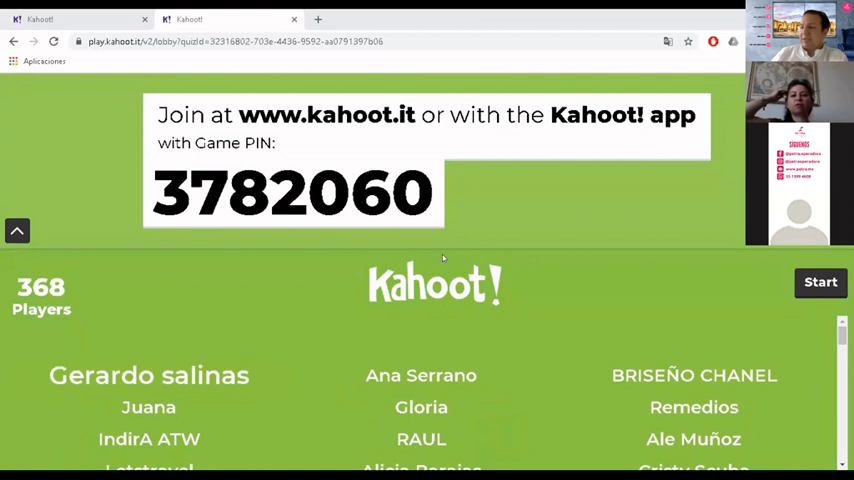 Kahoot!
Kahoot!
play.kahoot.it/v2/lobby?quizId=32316802-703e-4436-9592-aa0791397b06
Aplicaciones
Join at www.kahoot.it or with the Kahoot! app
with Game PIN:
3782060
SÍGUENOS
368
Players
Kahoot!
Start
Gerardo salinas
Ana Serrano
BRISEÑO CHANEL
Juana
Gloria
Remedios
IndirA ATW
RAUL
Ale Muñoz